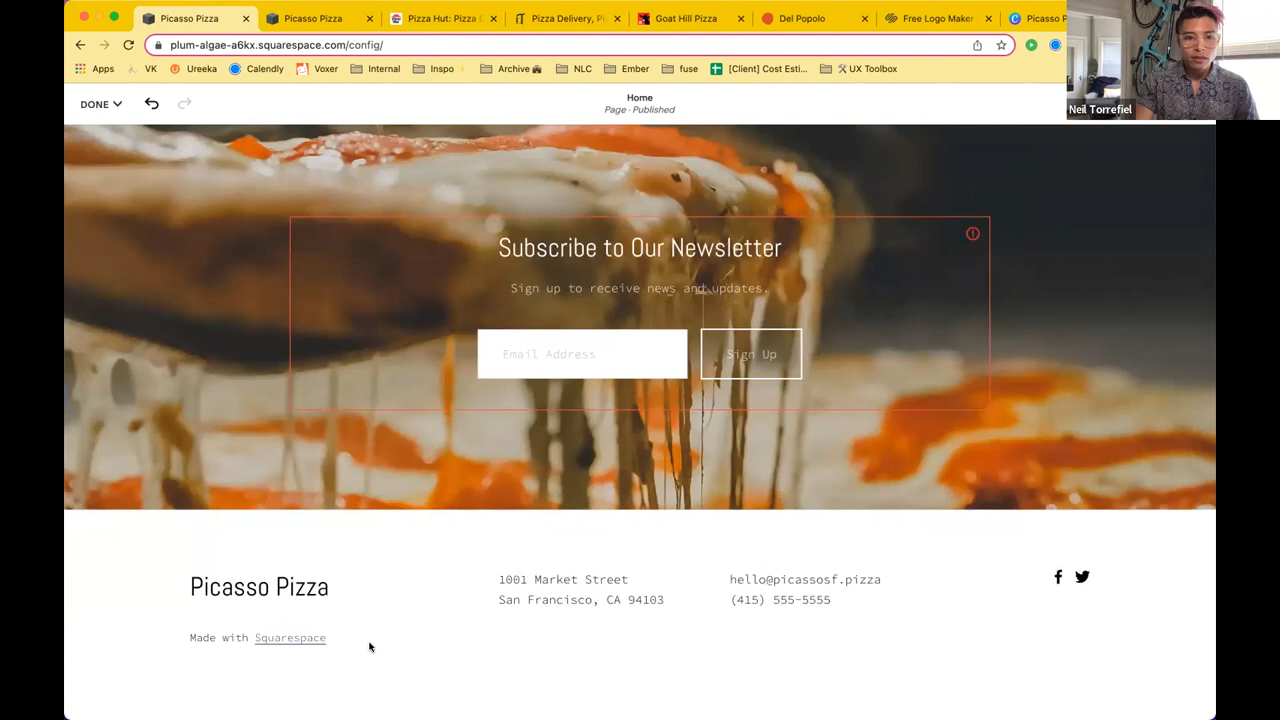 Picasso Pizza
Picasso Pizza
Pizza Hut: Pizza
Pizza Delivery,
Goat Hill Pizza
Del Popolo
Free Logo Maker
Picasso P
plum-algae-a6kx.squarespace.com/config/
Apps
VK
Ureeka
Calendly
Voxer
Internal
Inspo
Archive
NLC
Ember
fuse
[Client] Cost Esti...
UX Toolbox
Neil Torrefiel
DONE
Home
Page · Published
Subscribe to Our Newsletter
Sign up to receive news and updates.
Email Address
Sign Up
Picasso Pizza
1001 Market Street
San Francisco, CA 94103
hello@picassosf.pizza
(415) 555-5555
Made with Squarespace